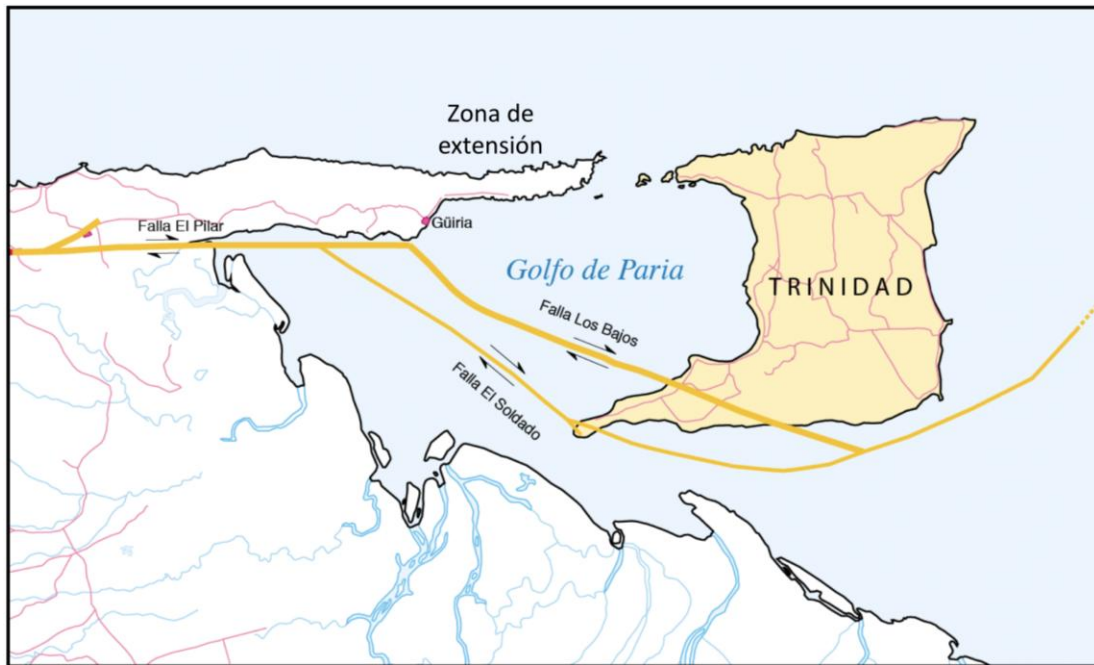 Zona de
extensión
Falla El Pilar
Güiria
Golfo de Paria
TRINIDAD
Falla Los Bajos
Falla El Soldado